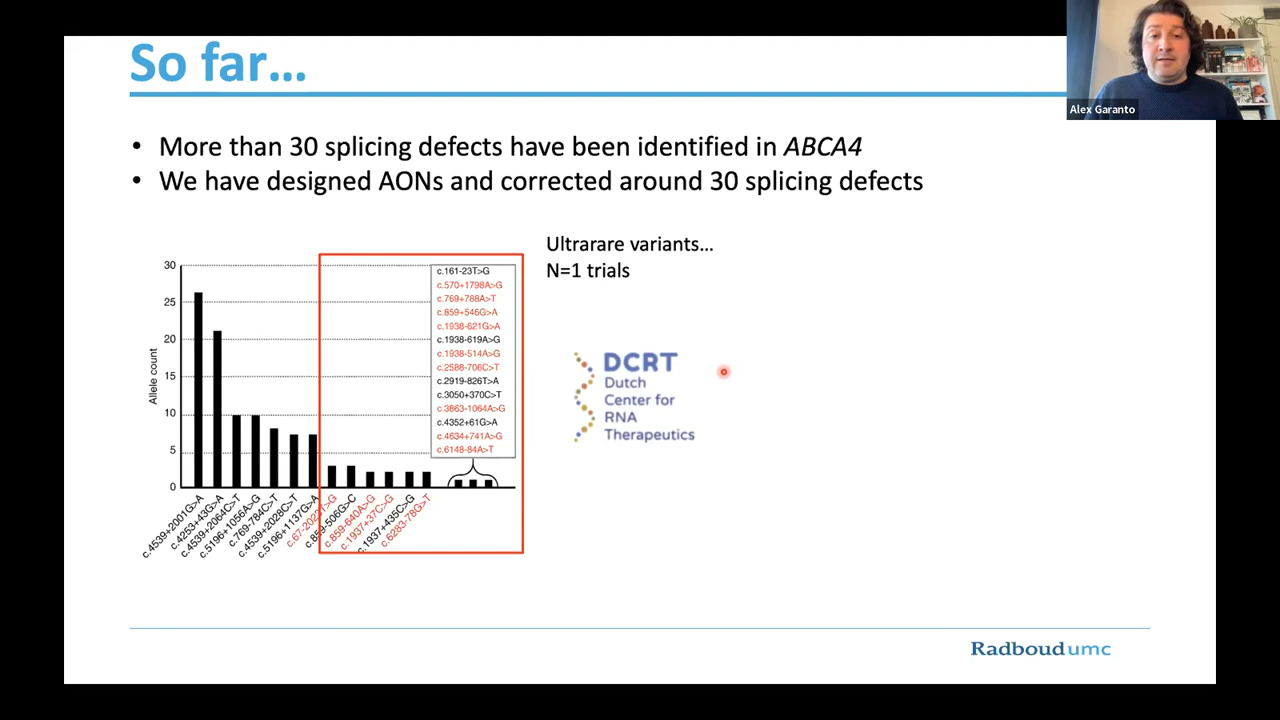 So far...
Alex Garanto
• More than 30 splicing defects have been identified in ABCA4
• We have designed AONs and corrected around 30 splicing defects
Ultrarare variants...
N=1 trials
Allele count
30
25
20
15
10
5
0
c.4539+2001G>A
c.4253+43G>A
c.4539+2064C>T
c.5196+1056A>G
c.769-784C>T
c.4539+2028C>T
c.5196+1137G>A
c.859-506G>C
c.859-640A>G
c.1937+37C>G
c.1937+435C>G
c.6283-78G>T
c.161-23T>G
c.570+1798A>G
c.769+788A>T
c.859+546G>A
c.1938-621G>A
c.1938-619A>G
c.1938-514A>G
c.2588-706C>T
c.2919-826T>A
c.3050+370C>T
c.3863-1064A>G
c.4352+61G>A
c.4634+741A>G
c.6148-84A>T
DCRT
Dutch
Center for
RNA
Therapeutics
Radboudumc